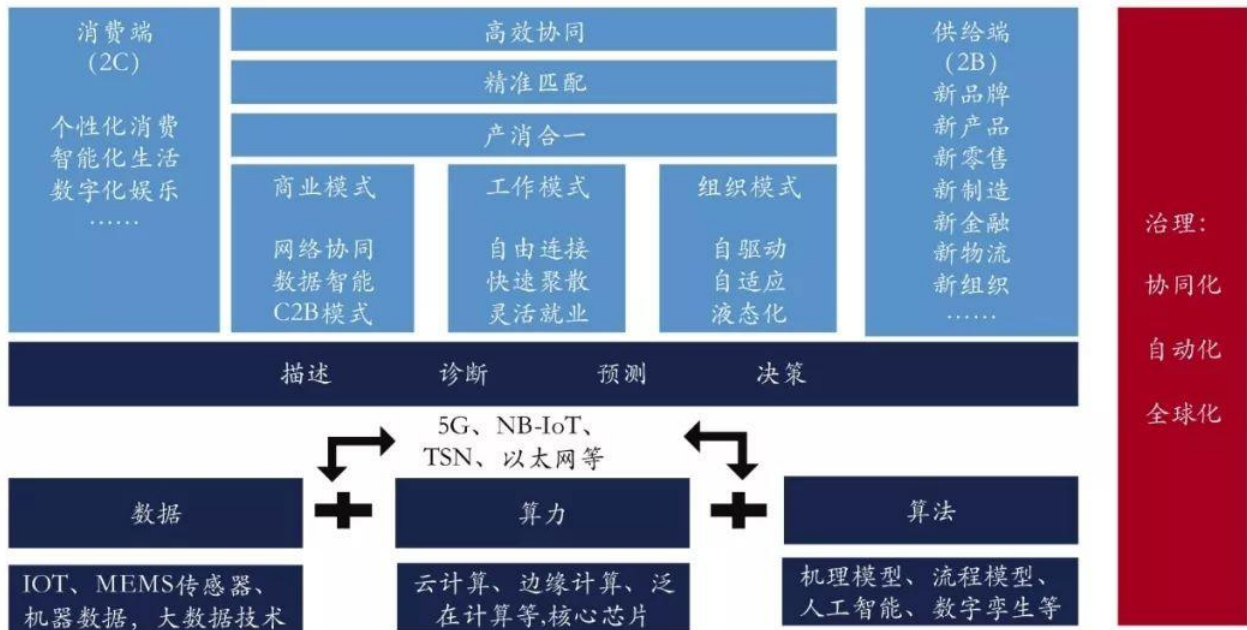 消费端
(2C)
个性化消费
智能化生活
数字化娱乐
……
高效协同
精准匹配
产消合一
商业模式
网络协同
数据智能
C2B模式
工作模式
自由连接
快速聚散
灵活就业
组织模式
自驱动
自适应
液态化
供给端
(2B)
新品牌
新产品
新零售
新制造
新金融
新物流
新组织
……
描述 诊断 预测 决策
5G、NB-IoT、
TSN、以太网等
数据
算力
算法
IOT、MEMS传感器、
机器数据，大数据技术
云计算、边缘计算、泛
在计算等,核心芯片
机理模型、流程模型、
人工智能、数字孪生等
治理：
协同化
自动化
全球化